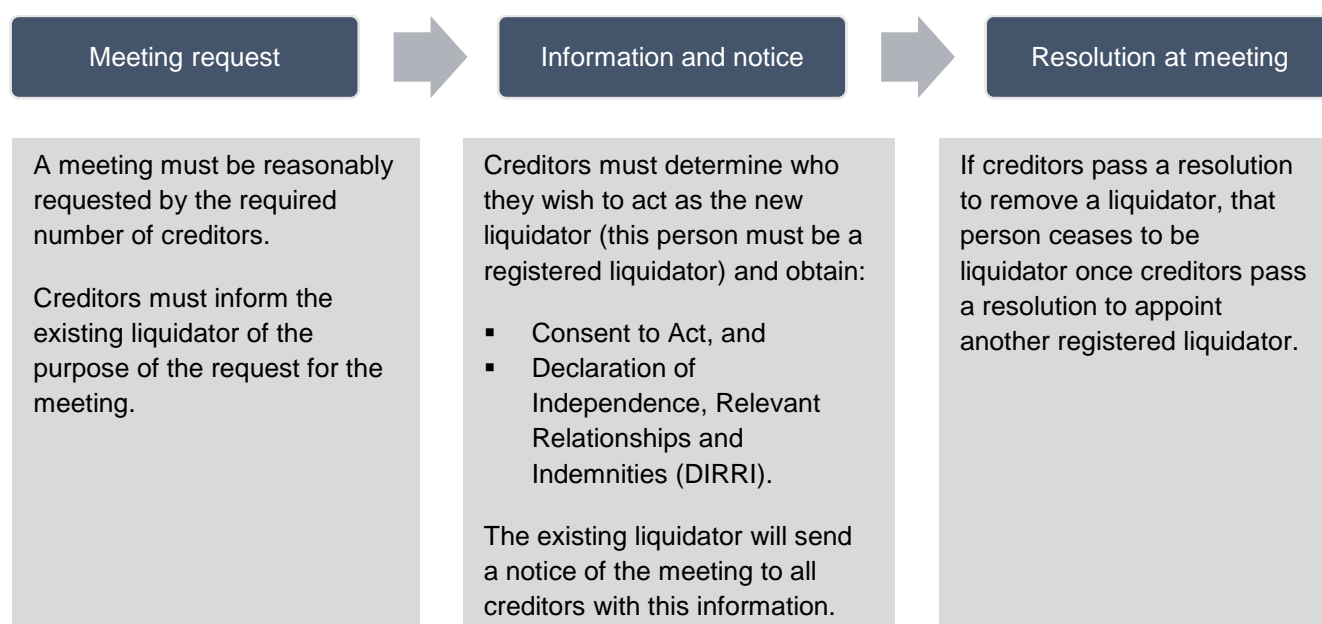 Meeting request
Information and notice
Resolution at meeting
A meeting must be reasonably
requested by the required
number of creditors.
Creditors must inform the
existing liquidator of the
purpose of the request for the
meeting.
Creditors must determine who
they wish to act as the new
liquidator (this person must be a
registered liquidator) and obtain:
▪ Consent to Act, and
▪ Declaration of
Independence, Relevant
Relationships and
Indemnities (DIRRI).
The existing liquidator will send
a notice of the meeting to all
creditors with this information.
If creditors pass a resolution
to remove a liquidator, that
person ceases to be
liquidator once creditors pass
a resolution to appoint
another registered liquidator.